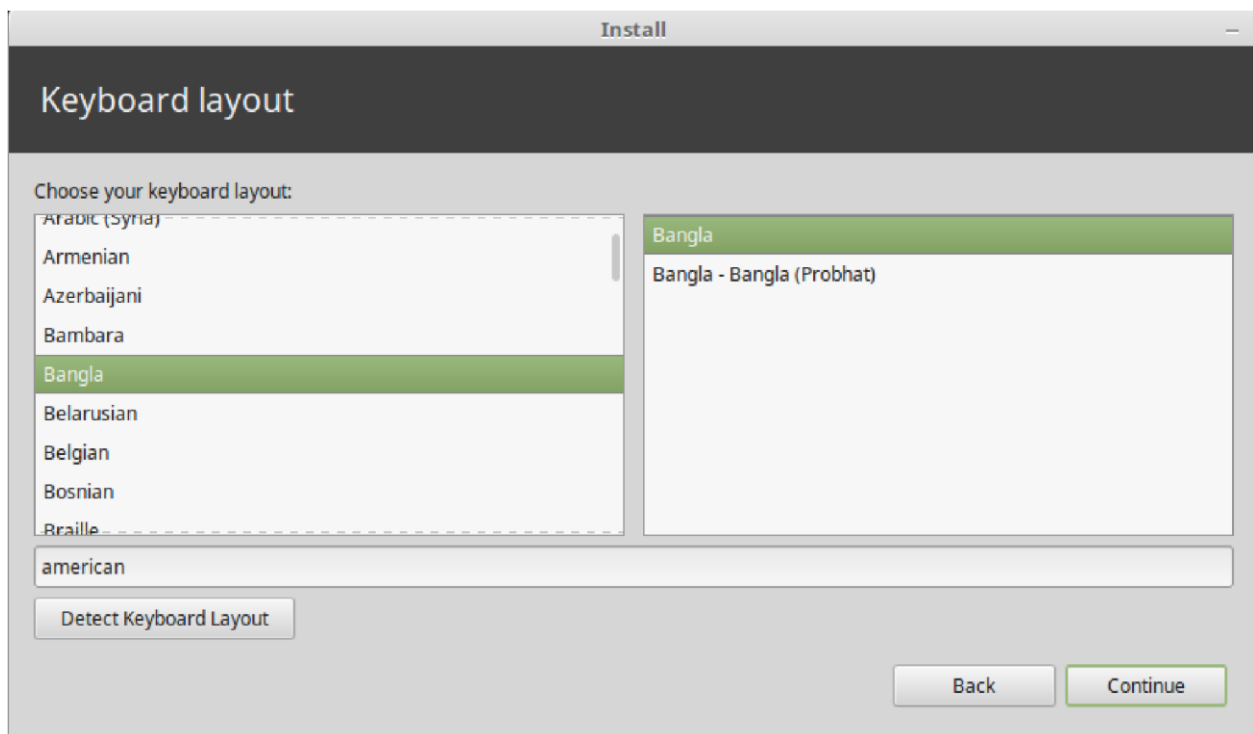 Install
Keyboard layout
Choose your keyboard layout:
Arabic (Syria)
Armenian
Azerbaijani
Bambara
Bangla
Belarusian
Belgian
Bosnian
Braille
Bangla
Bangla - Bangla (Probhat)
american
Detect Keyboard Layout
Back
Continue